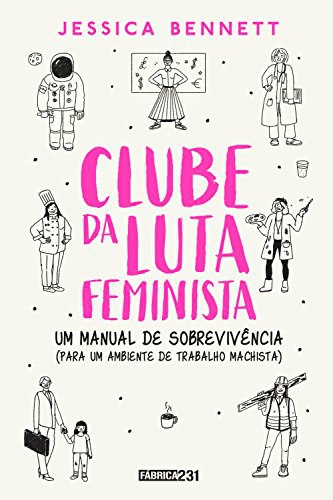 JESSICA BENNETT
CLUBE
DA LUTA
FEMINISTA
UM MANUAL DE SOBREVIVÊNCIA
(PARA UM AMBIENTE DE TRABALHO MACHISTA)
FÁBRICA231